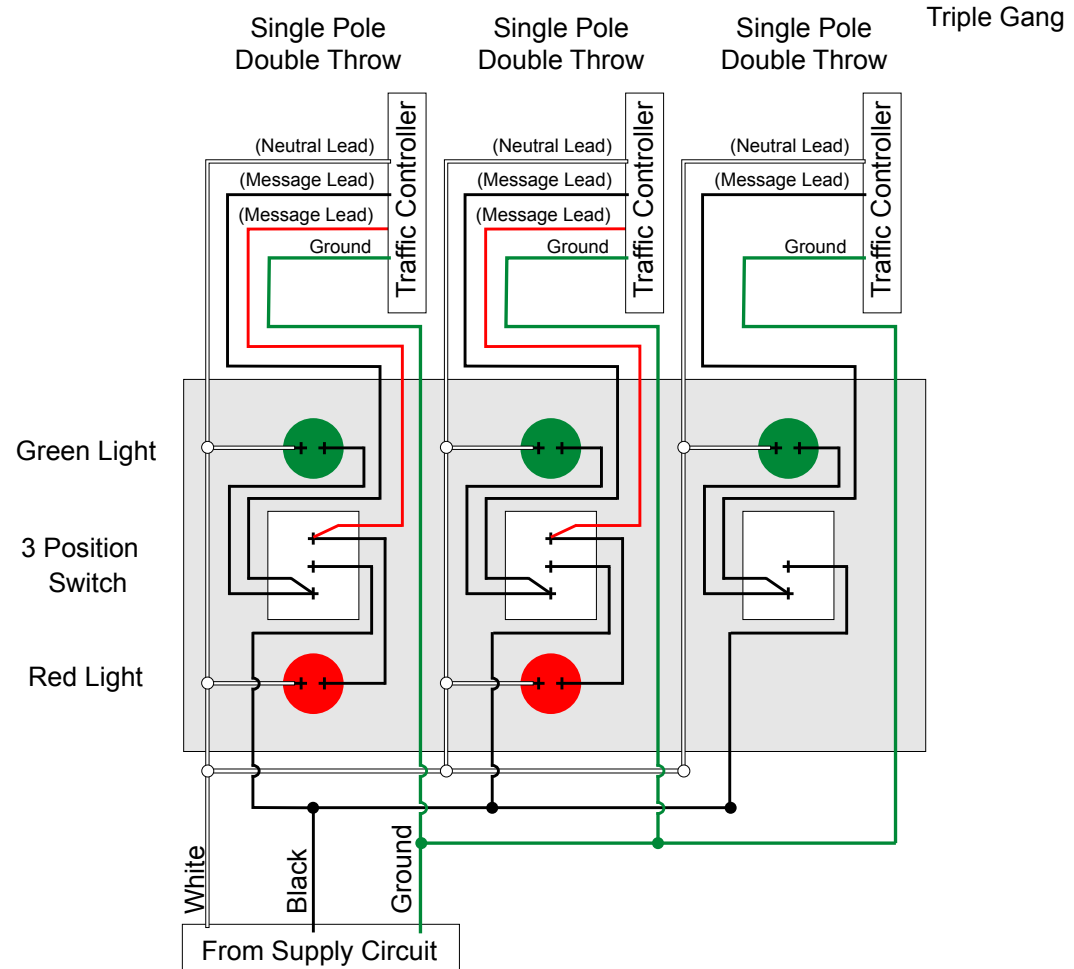 Triple Gang
Single Pole
Double Throw
Single Pole
Double Throw
Single Pole
Double Throw
(Neutral Lead)
(Message Lead)
(Message Lead)
Ground
Traffic Controller
(Neutral Lead)
(Message Lead)
(Message Lead)
Ground
Traffic Controller
(Neutral Lead)
(Message Lead)
Ground
Traffic Controller
Green Light
3 Position
Switch
Red Light
White
Black
Ground
From Supply Circuit